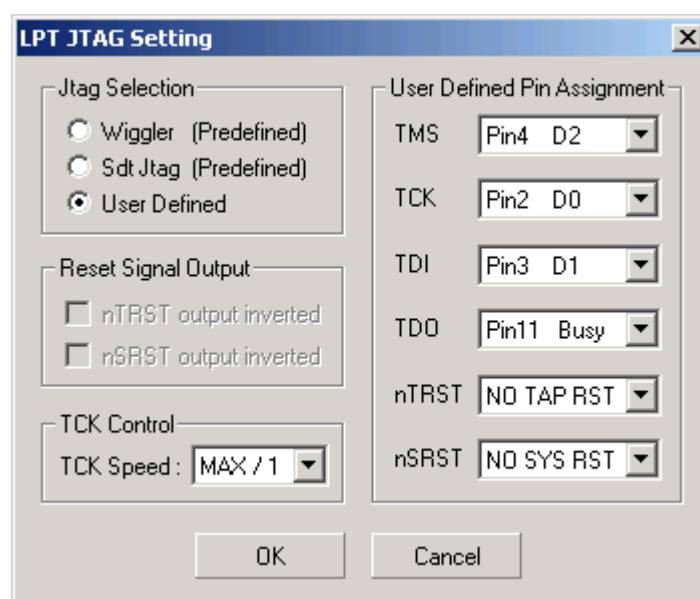 LPT JTAG Setting
Jtag Selection
Wiggler (Predefined)
Sdt Jtag (Predefined)
User Defined
Reset Signal Output
nTRST output inverted
nSRST output inverted
TCK Control
TCK Speed : MAX / 1
User Defined Pin Assignment
TMS Pin4 D2
TCK Pin2 D0
TDI Pin3 D1
TDO Pin11 Busy
nTRST NO TAP RST
nSRST NO SYS RST
OK Cancel